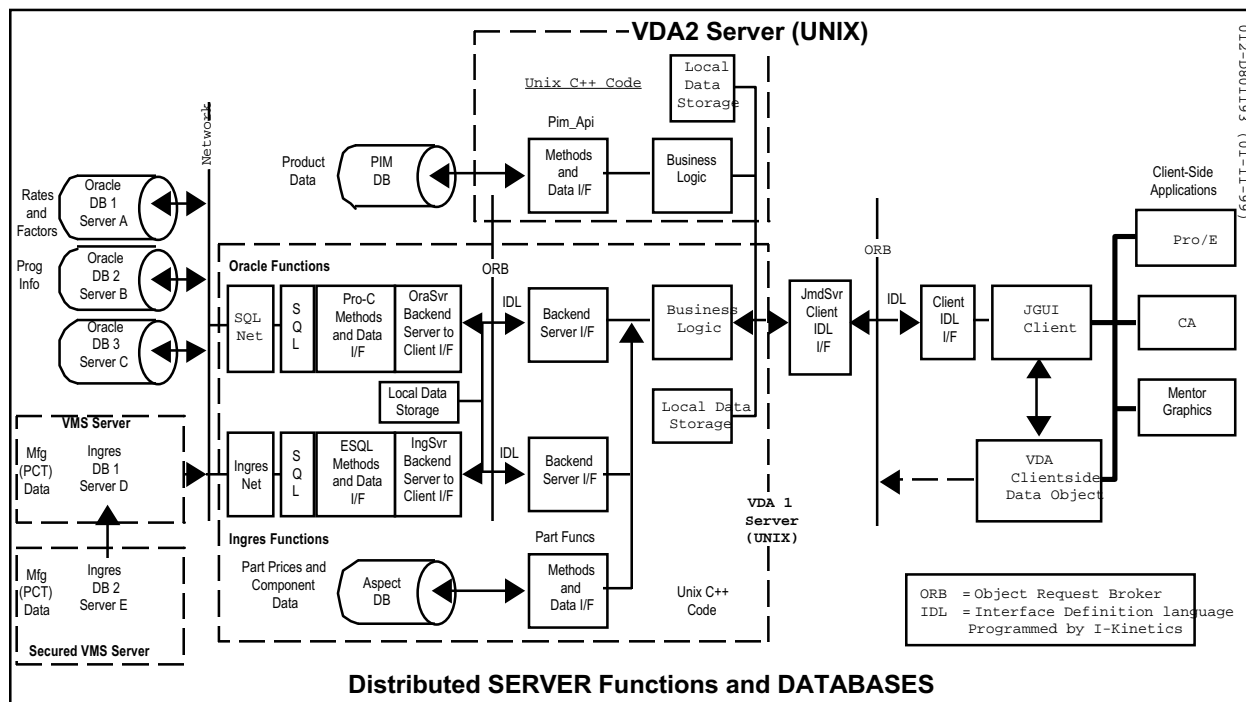 VDA2 Server (UNIX)
Unix C++ Code
Local
Data
Storage
Pim_Api
Network
Product
Data
PIM
DB
Methods
and
Data I/F
Business
Logic
Rates
and
Factors
Oracle
DB 1
Server A
Prog
Info
Oracle
DB 2
Server B
Oracle
DB 3
Server C
Oracle Functions
ORB
SQL
Net
S
Q
L
Pro-C
Methods
and Data
I/F
OraSvr
Backend
Server to
Client I/F
IDL
Backend
Server I/F
Business
Logic
JmdSvr
Client
IDL
I/F
ORB
IDL
Client
IDL
I/F
JGUI
Client
Client-Side
Applications
Pro/E
CA
Mentor
Graphics
Local Data
Storage
Local Data
Storage
VMS Server
Mfg
(PCT)
Data
Ingres
DB 1
Server D
Ingres
Net
S
Q
L
ESQL
Methods
and Data
I/F
IngSvr
Backend
Server to
Client I/F
IDL
Backend
Server I/F
VDA
Clientside
Data Object
VDA 1
Server
(UNIX)
Ingres Functions
Part Funcs
Mfg
(PCT)
Data
Ingres
DB 2
Server E
Secured VMS Server
Part Prices and
Component
Data
Aspect
DB
Methods
and
Data I/F
Unix C++
Code
ORB = Object Request Broker
IDL = Interface Definition language
Programmed by I-Kinetics
Distributed SERVER Functions and DATABASES